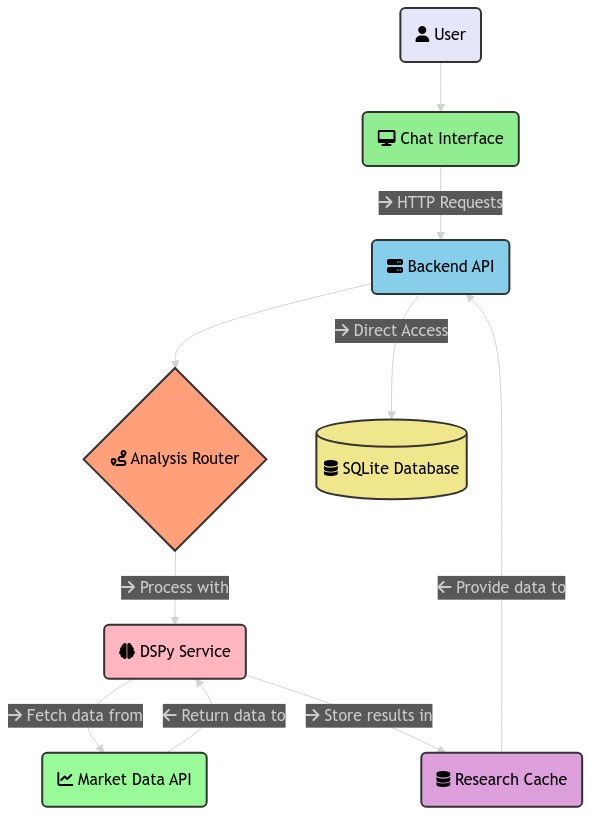 User
Chat Interface
→ HTTP Requests
Backend API
→ Direct Access
Analysis Router
SQLite Database
→ Process with
← Provide data to
DSPy Service
→ Fetch data from
← Return data to
→ Store results in
Market Data API
Research Cache